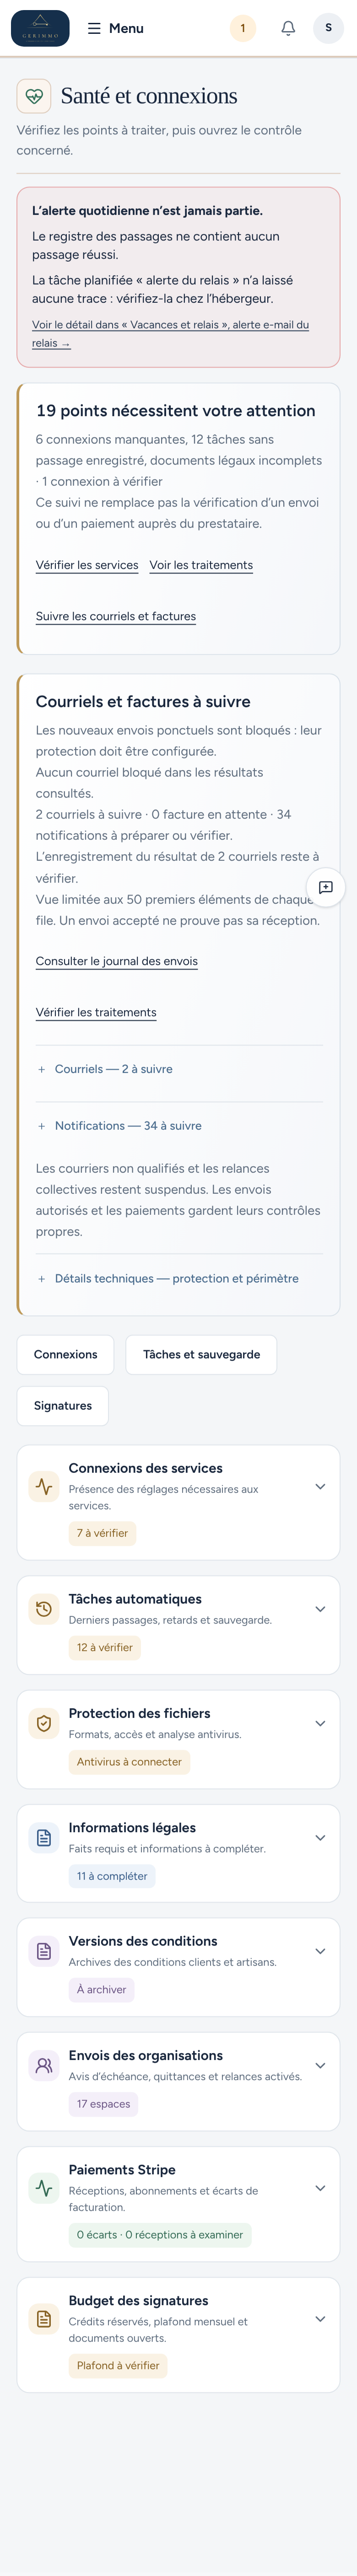 GERIHMO
Menu
1
S
Santé et connexions
Vérifiez les points à traiter, puis ouvrez le contrôle
concerné.
L’alerte quotidienne n’est jamais partie.
Le registre des passages ne contient aucun
passage réussi.
La tâche planifiée « alerte du relais » n’a laissé
aucune trace : vérifiez-la chez l’hébergeur.
Voir le détail dans « Vacances et relais », alerte e-mail du
relais →
19 points nécessitent votre attention
6 connexions manquantes, 12 tâches sans
passage enregistré, documents légaux incomplets
· 1 connexion à vérifier
Ce suivi ne remplace pas la vérification d’un envoi
ou d’un paiement auprès du prestataire.
Vérifier les services Voir les traitements
Suivre les courriels et factures
Courriels et factures à suivre
Les nouveaux envois ponctuels sont bloqués : leur
protection doit être configurée.
Aucun courriel bloqué dans les résultats
consultés.
2 courriels à suivre · 0 facture en attente · 34
notifications à préparer ou vérifier.
L’enregistrement du résultat de 2 courriels reste à
vérifier.
Vue limitée aux 50 premiers éléments de chaque
file. Un envoi accepté ne prouve pas sa réception.
Consulter le journal des envois
Vérifier les traitements
+ Courriels — 2 à suivre
+ Notifications — 34 à suivre
Les courriers non qualifiés et les relances
collectives restent suspendus. Les envois
autorisés et les paiements gardent leurs contrôles
propres.
+ Détails techniques — protection et périmètre
Connexions
Tâches et sauvegarde
Signatures
Connexions des services
Présence des réglages nécessaires aux
services.
7 à vérifier
Tâches automatiques
Derniers passages, retards et sauvegarde.
12 à vérifier
Protection des fichiers
Formats, accès et analyse antivirus.
Antivirus à connecter
Informations légales
Faits requis et informations à compléter.
11 à compléter
Versions des conditions
Archives des conditions clients et artisans.
À archiver
Envois des organisations
Avis d’échéance, quittances et relances activés.
17 espaces
Paiements Stripe
Réceptions, abonnements et écarts de
facturation.
0 écarts · 0 réceptions à examiner
Budget des signatures
Crédits réservés, plafond mensuel et
documents ouverts.
Plafond à vérifier